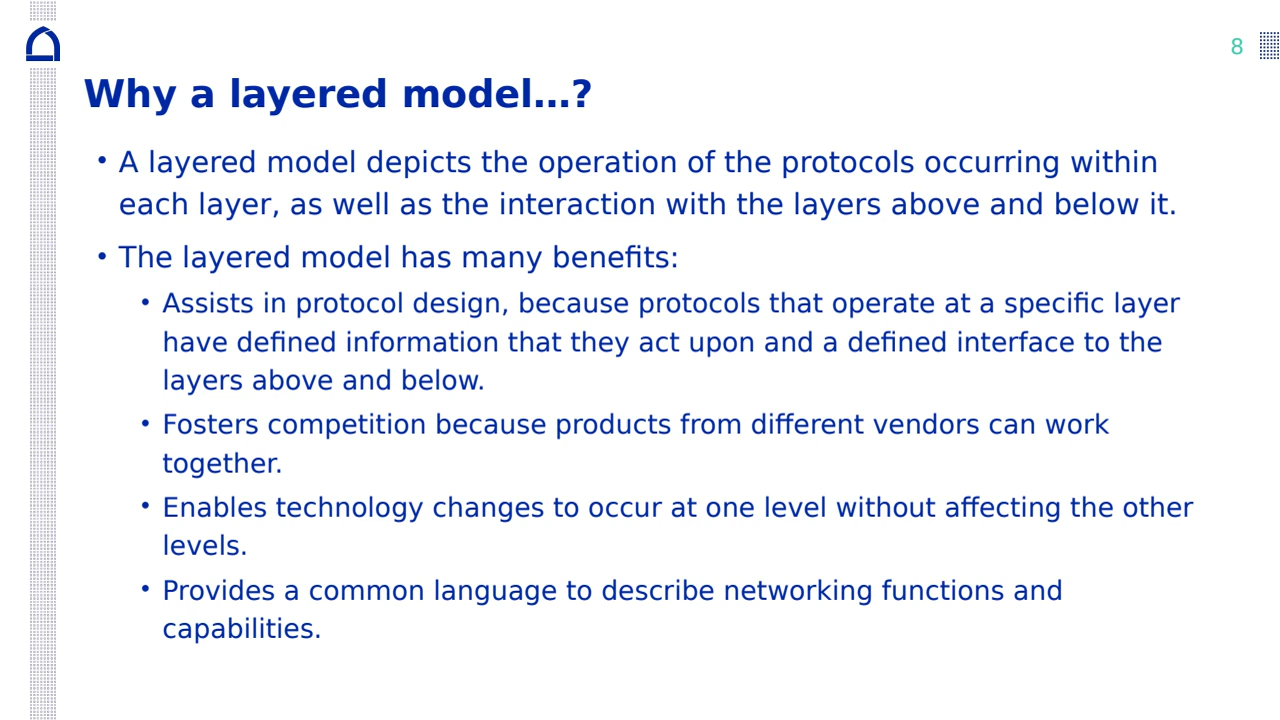 8
Why a layered model…?
• A layered model depicts the operation of the protocols occurring within
each layer, as well as the interaction with the layers above and below it.
• The layered model has many benefits:
• Assists in protocol design, because protocols that operate at a specific layer
have defined information that they act upon and a defined interface to the
layers above and below.
• Fosters competition because products from different vendors can work
together.
• Enables technology changes to occur at one level without affecting the other
levels.
• Provides a common language to describe networking functions and
capabilities.